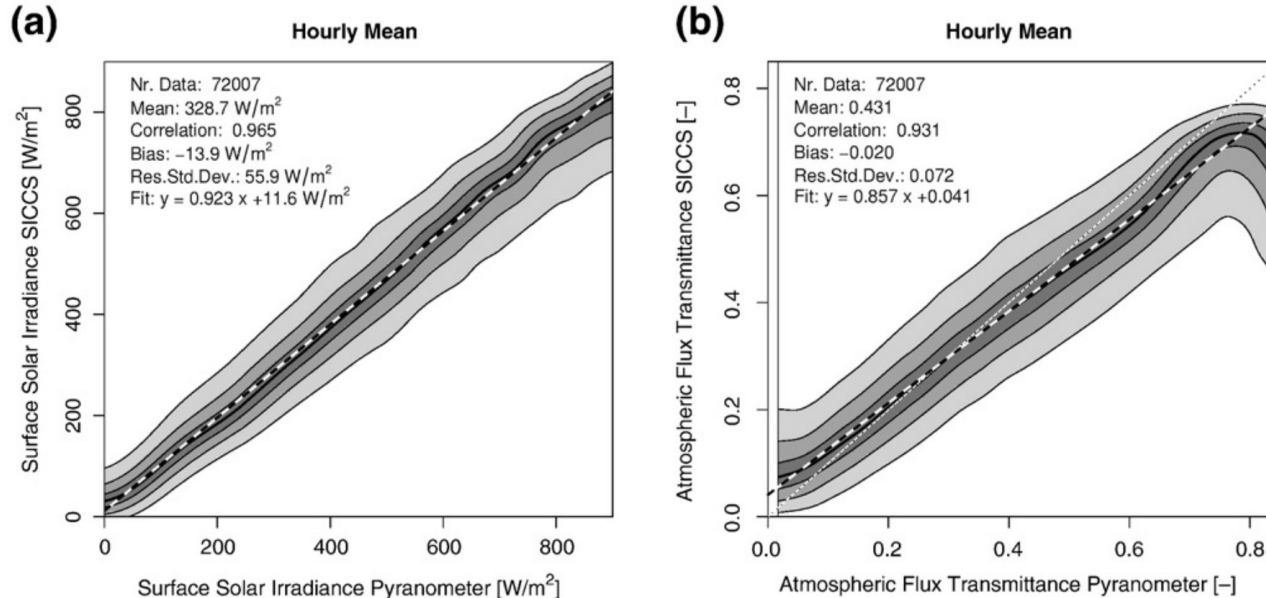 (a)
Hourly Mean
Nr. Data: 72007
Mean: 328.7 W/m²
Correlation: 0.965
Bias: −13.9 W/m²
Res.Std.Dev.: 55.9 W/m²
Fit: y = 0.923 x +11.6 W/m²
Surface Solar Irradiance SICCS [W/m²]
800
600
400
200
0
0 200 400 600 800
Surface Solar Irradiance Pyranometer [W/m²]
(b)
Hourly Mean
Nr. Data: 72007
Mean: 0.431
Correlation: 0.931
Bias: −0.020
Res.Std.Dev.: 0.072
Fit: y = 0.857 x +0.041
Atmospheric Flux Transmittance SICCS [−]
0.8
0.6
0.4
0.2
0.0
0.0 0.2 0.4 0.6 0.8
Atmospheric Flux Transmittance Pyranometer [−]